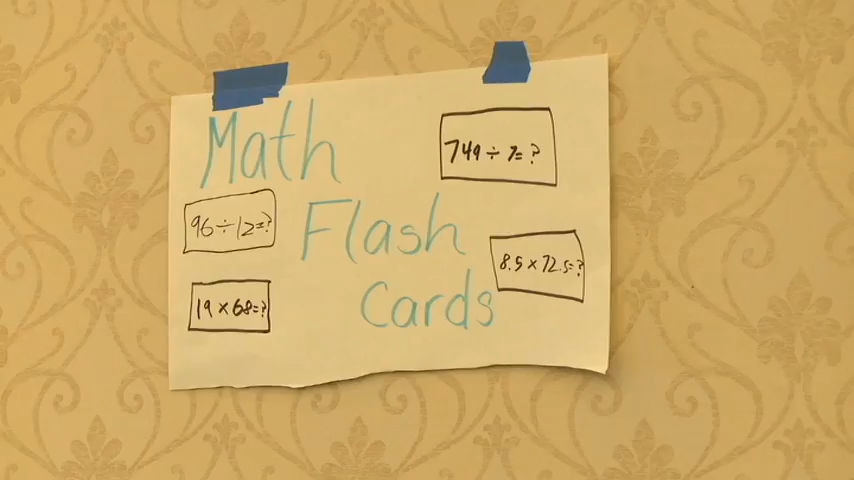 Math
Flash
Cards
749 ÷ 7= ?
96 ÷ 12=?
8.5 × 72.5=?
19 × 68=?